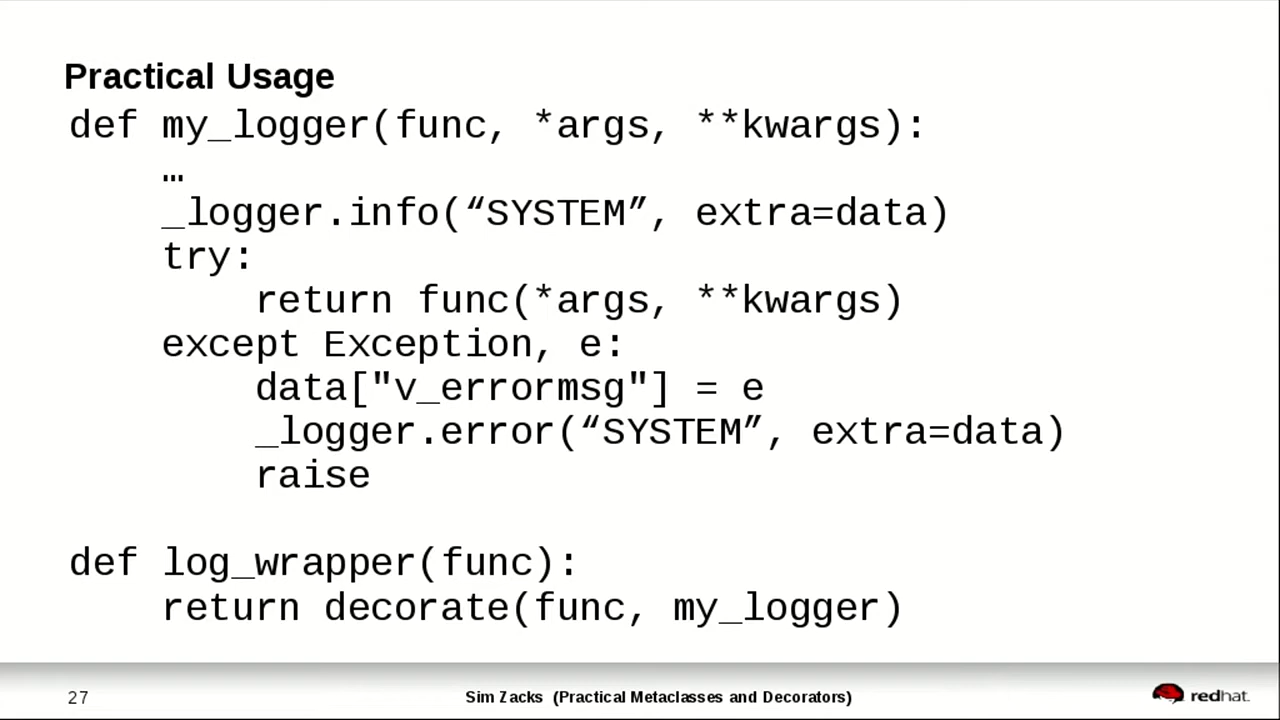 Practical Usage
def my_logger(func, *args, **kwargs):
    …
    _logger.info(“SYSTEM”, extra=data)
    try:
        return func(*args, **kwargs)
    except Exception, e:
        data["v_errormsg"] = e
        _logger.error(“SYSTEM”, extra=data)
        raise
def log_wrapper(func):
    return decorate(func, my_logger)
27
Sim Zacks (Practical Metaclasses and Decorators)
redhat.